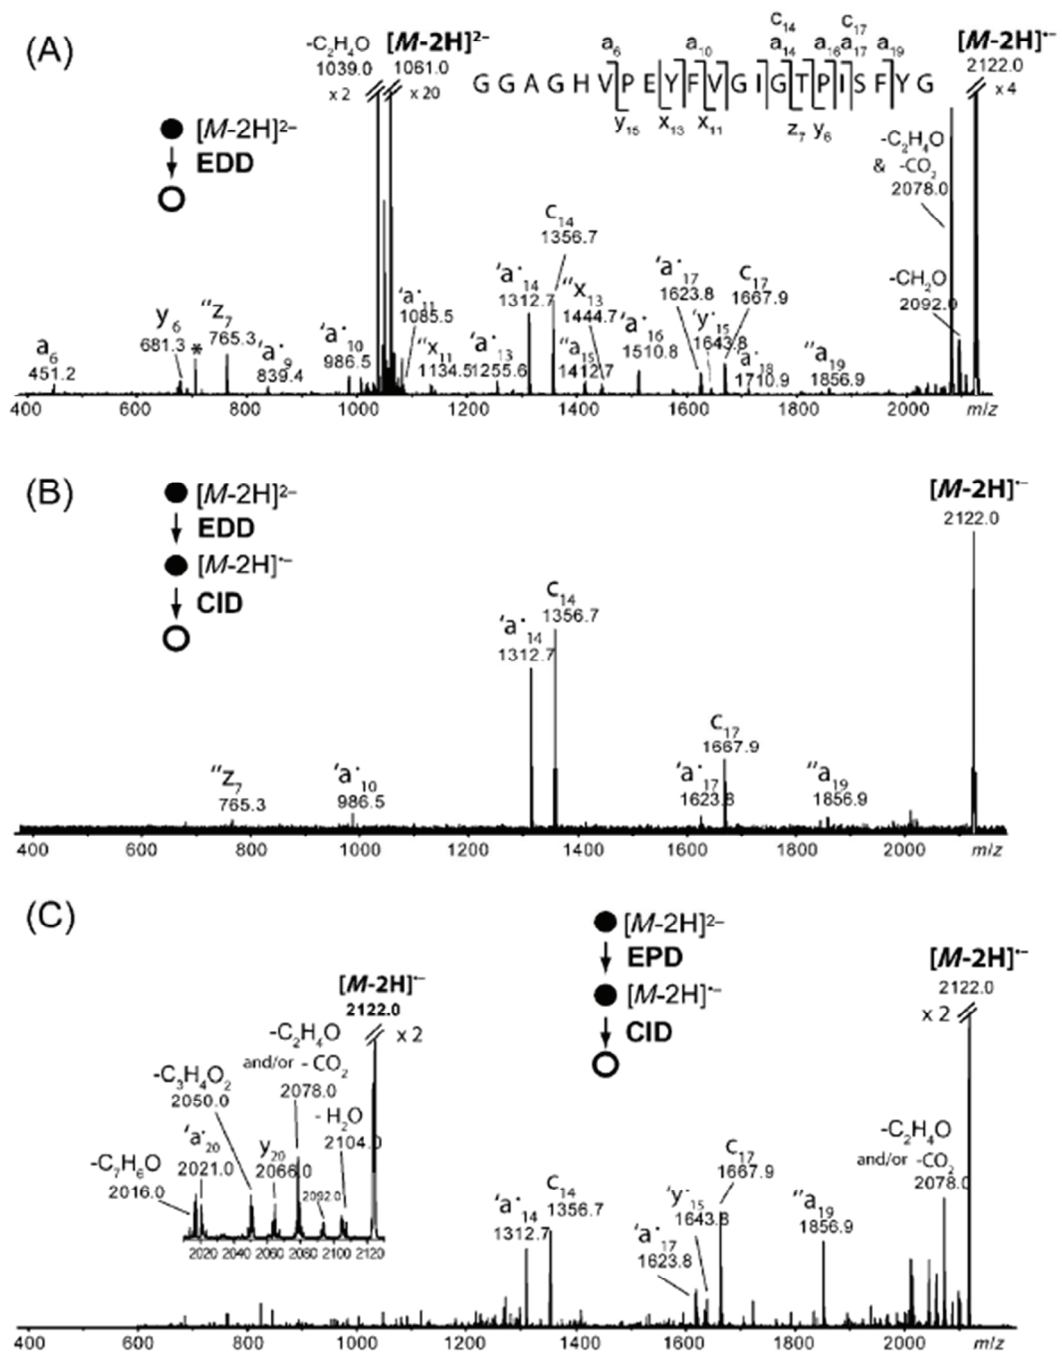 (A)
-C₂H₄O
1039.0
x 2
[M-2H]²⁻
1061.0
x 20
a₆ a₁₀ c₁₄ a₁₄ a₁₆ c₁₇ a₁₇ a₁₉
G G A G H V P E Y F V G I G T P I S F Y G
y₁₅ x₁₃ x₁₁ z₇ y₆
[M-2H]•⁻
2122.0
x 4
[M-2H]²⁻
EDD
-C₂H₄O
& -CO₂
2078.0
-CH₂O
2092.0
a₆
451.2
y₆
681.3
*
"z₇
765.3
'a•₉
839.4
'a•₁₀
986.5
'a•₁₁
1085.5
"x₁₁
1134.5
'a•₁₃
1255.6
'a•₁₄
1312.7
c₁₄
1356.7
"a₁₅
1412.7
"x₁₃
1444.7
'a•₁₆
1510.8
'a•₁₇
1623.8
'y•₁₅
1643.8
c₁₇
1667.9
'a•₁₈
1710.9
"a₁₉
1856.9
400 600 800 1000 1200 1400 1600 1800 2000 m/z
(B)
[M-2H]²⁻
EDD
[M-2H]•⁻
CID
[M-2H]•⁻
2122.0
"z₇
765.3
'a•₁₀
986.5
'a•₁₄
1312.7
c₁₄
1356.7
'a•₁₇
1623.8
c₁₇
1667.9
"a₁₉
1856.9
400 600 800 1000 1200 1400 1600 1800 2000 m/z
(C)
[M-2H]²⁻
EPD
[M-2H]•⁻
CID
[M-2H]•⁻
2122.0
x 2
-C₇H₆O
2016.0
'a•₂₀
2021.0
-C₃H₄O₂
2050.0
y₂₀
2066.0
-C₂H₄O
and/or - CO₂
2078.0
2092.0
- H₂O
2104.0
[M-2H]•⁻
2122.0
x 2
2020 2040 2060 2080 2100 2120
'a•₁₄
1312.7
c₁₄
1356.7
'a•₁₇
1623.8
'y•₁₅
1643.8
c₁₇
1667.9
"a₁₉
1856.9
-C₂H₄O
and/or -CO₂
2078.0
400 600 800 1000 1200 1400 1600 1800 2000 m/z